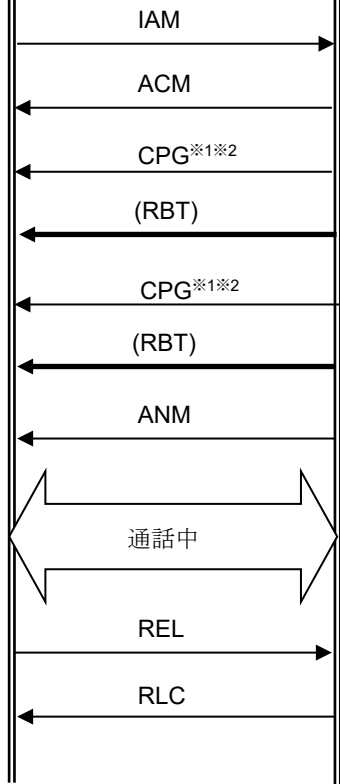 IAM
ACM
CPG※1※2
(RBT)
CPG※1※2
(RBT)
ANM
通話中
REL
RLC